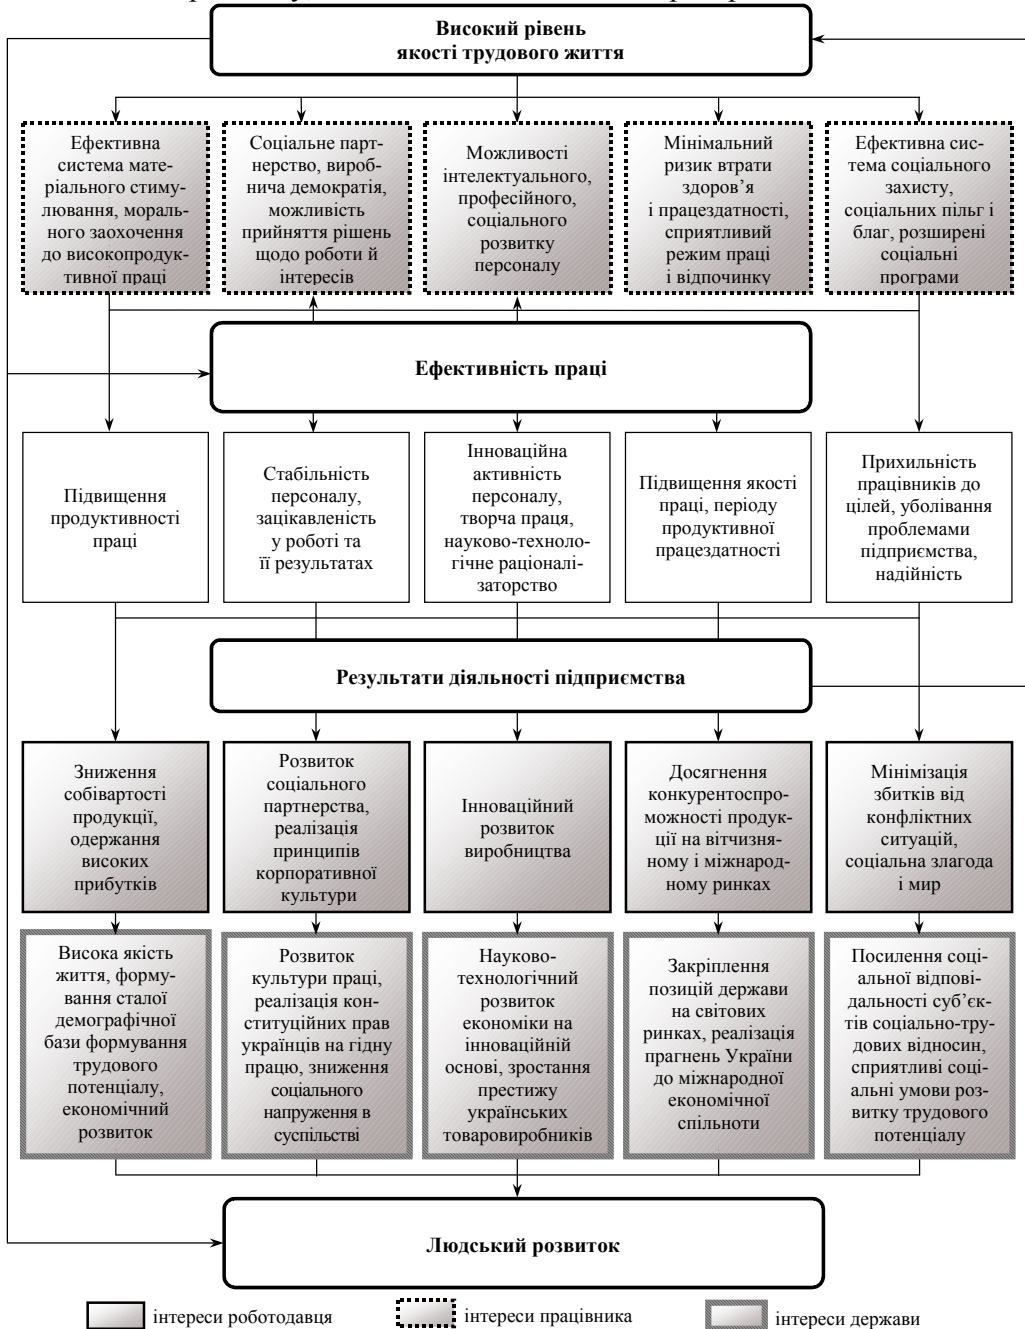 Високий рівень
якості трудового життя
Ефективна
система мате-
ріального стиму-
лювання, мораль-
ного заохочення
до високопродук-
тивної праці
Соціальне парт-
нерство, вироб-
нича демократія,
можливість
прийняття рішень
щодо роботи й
інтересів
Можливості
інтелектуального,
професійного,
соціального
розвитку
персоналу
Мінімальний
ризик втрати
здоров’я
і працездатності,
сприятливий
режим праці
і відпочинку
Ефективна сис-
тема соціального
захисту,
соціальних пільг і
благ, розширені
соціальні
програми
Ефективність праці
Підвищення
продуктивності
праці
Стабільність
персоналу,
зацікавленість
у роботі та
її результатах
Інноваційна
активність
персоналу,
творча праця,
науково-техноло-
гічне раціоналі-
заторство
Підвищення якості
праці, періоду
продуктивної
працездатності
Прихильність
працівників до
цілей, уболівання
проблемами
підприємства,
надійність
Результати діяльності підприємства
Зниження
собівартості
продукції,
одержання
високих
прибутків
Розвиток
соціального
партнерства,
реалізація
принципів
корпоративної
культури
Інноваційний
розвиток
виробництва
Досягнення
конкурентоспро-
можності продук-
ції на вітчизня-
ному і міжнарод-
ному ринках
Мінімізація
збитків від
конфліктних
ситуацій,
соціальна злагода
і мир
Висока якість
життя, форму-
вання сталої
демографічної
бази формування
трудового
потенціалу,
економічний
розвиток
Розвиток
культури праці,
реалізація кон-
ституційних прав
українців на гідну
працю, зниження
соціального
напруження в
суспільстві
Науково-
технологічний
розвиток
економіки на
інноваційній
основі, зростання
престижу
українських
товаровиробників
Закріплення
позицій держави
на світових
ринках, реалізація
прагнень України
до міжнародної
економічної
спільноти
Посилення соці-
альної відпові-
дальності суб’єк-
тів соціально-тру-
дових відносин,
сприятливі соці-
альні умови роз-
витку трудового
потенціалу
Людський розвиток
інтереси роботодавця
інтереси працівника
інтереси держави